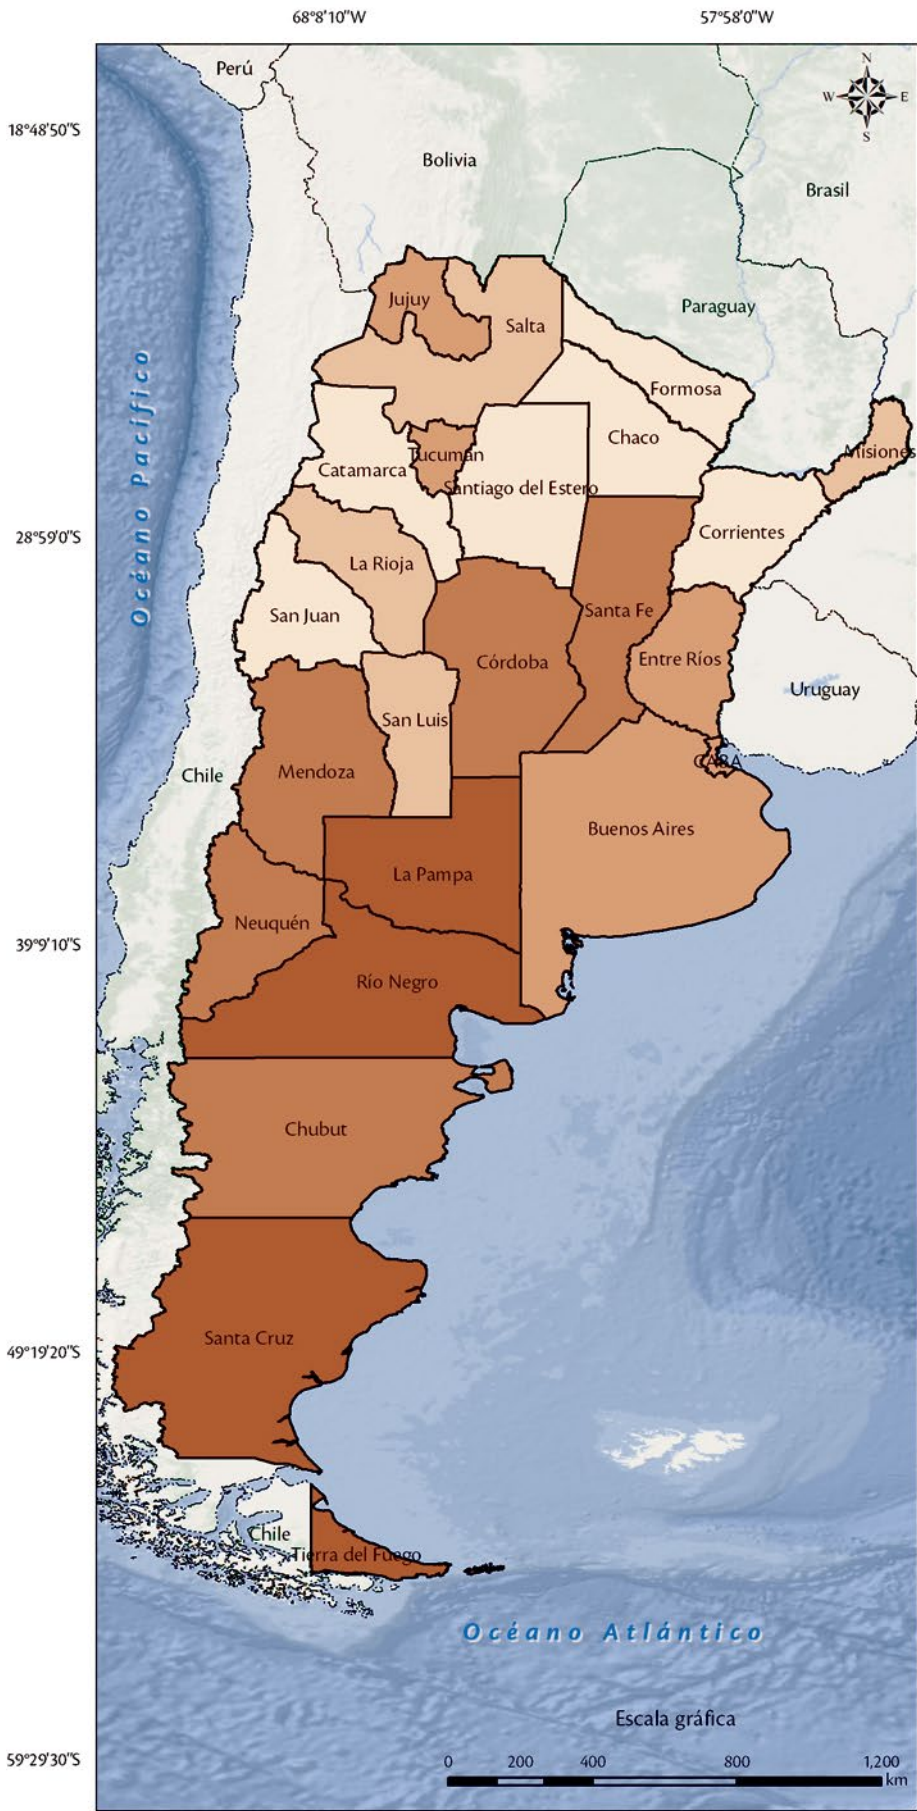 68°8'10"W
57°58'0"W
Perú
N
W
E
S
18°48'50"S
Bolivia
Brasil
Jujuy
Paraguay
Salta
Formosa
Chaco
Misiones
Tucumán
Catamarca
Santiago del Estero
Océano Pacífico
28°59'0"S
Corrientes
La Rioja
San Juan
Santa Fe
Córdoba
Entre Ríos
Uruguay
San Luis
CABA
Chile
Mendoza
Buenos Aires
La Pampa
Neuquén
39°9'10"S
Río Negro
Chubut
Santa Cruz
49°19'20"S
Chile
Tierra del Fuego
Océano Atlántico
Escala gráfica
59°29'30"S
0 200 400 800 1,200
km